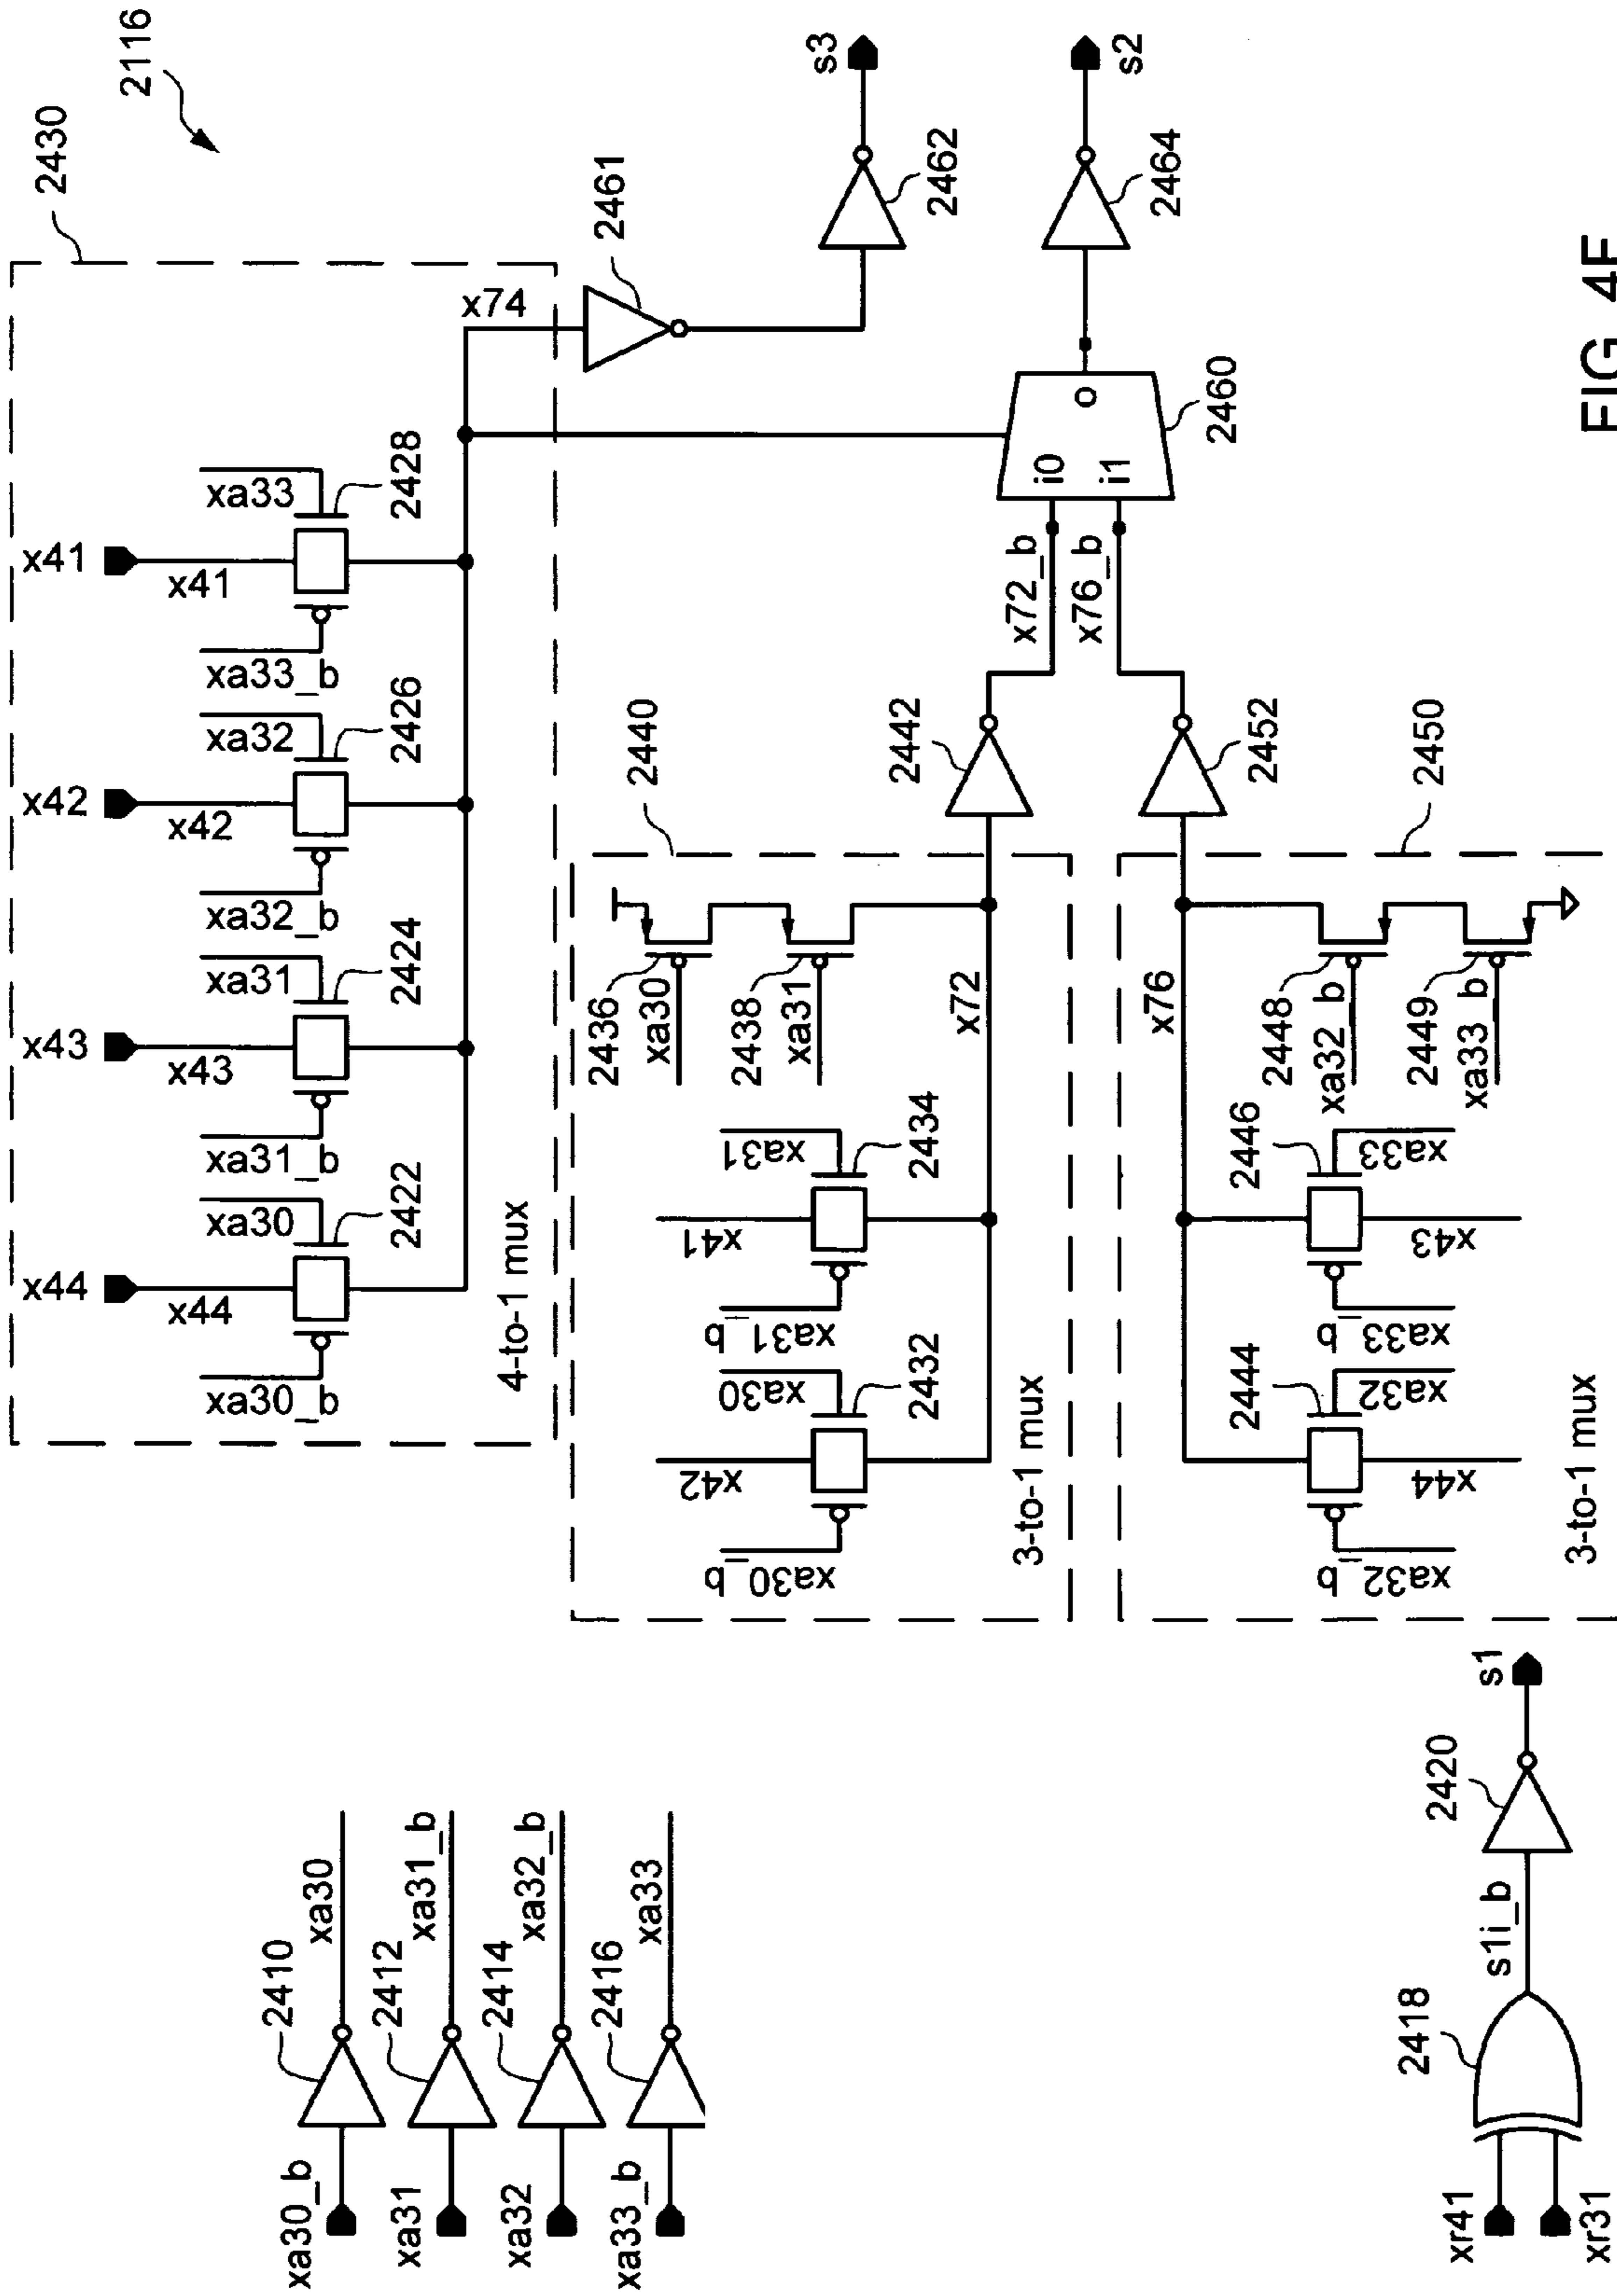 2116
2430
x44
x43
x42
x41
x44
x43
x42
x41
xa30_b
xa30
xa31_b
xa31
xa32_b
xa32
xa33_b
xa33
2422
2424
2426
2428
4-to-1 mux
x74
2461
s3
2462
xa30_b
2410
xa30
xa31
2412
xa31_b
xa32
2414
xa32_b
xa33_b
2416
xa33
2440
2436
xa30
2438
xa31
x42
x41
xa30_b
xa30
xa31_b
xa31
2432
2434
x72
3-to-1 mux
2442
x72_b
x76_b
i0
i1
o
2460
s2
2464
2452
2450
x76
2444
2446
xa32_b
xa32
xa33_b
xa33
x44
x43
2448
xa32_b
2449
xa33_b
3-to-1 mux
xr41
xr31
2418
s1i_b
2420
s1